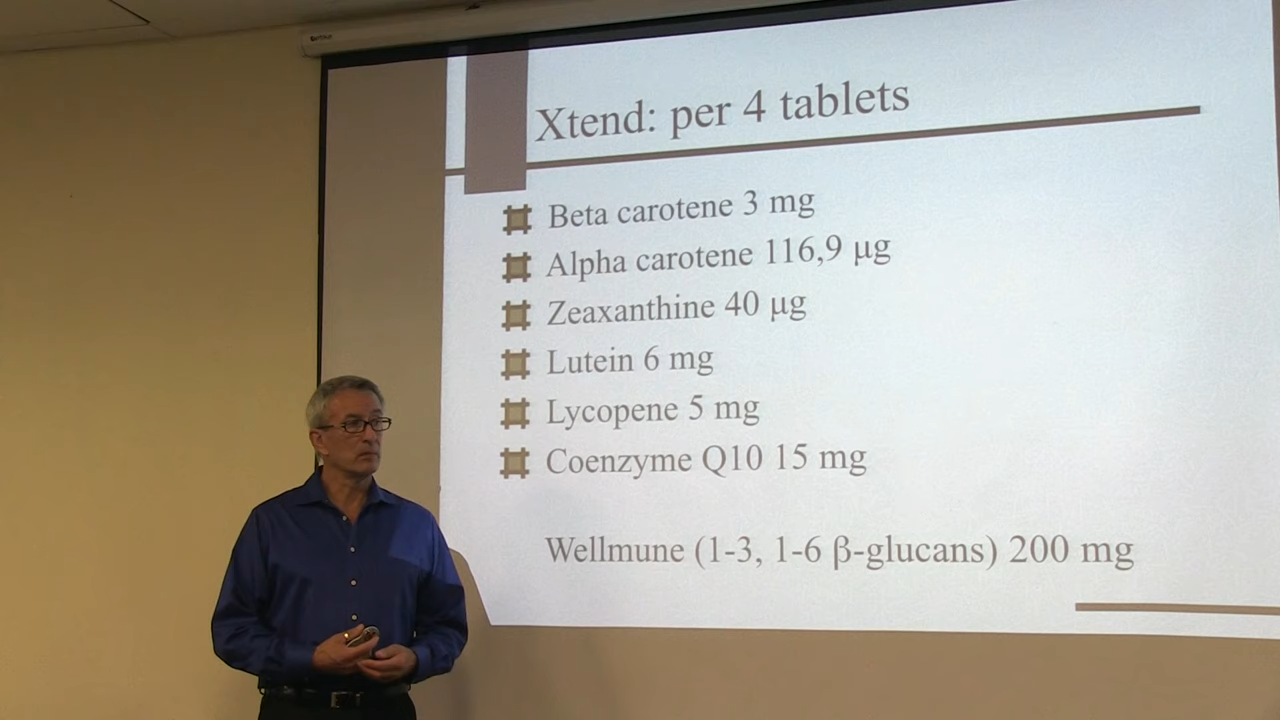 Xtend: per 4 tablets
Beta carotene 3 mg
Alpha carotene 116,9 µg
Zeaxanthine 40 µg
Lutein 6 mg
Lycopene 5 mg
Coenzyme Q10 15 mg
Wellmune (1-3, 1-6 β-glucans) 200 mg